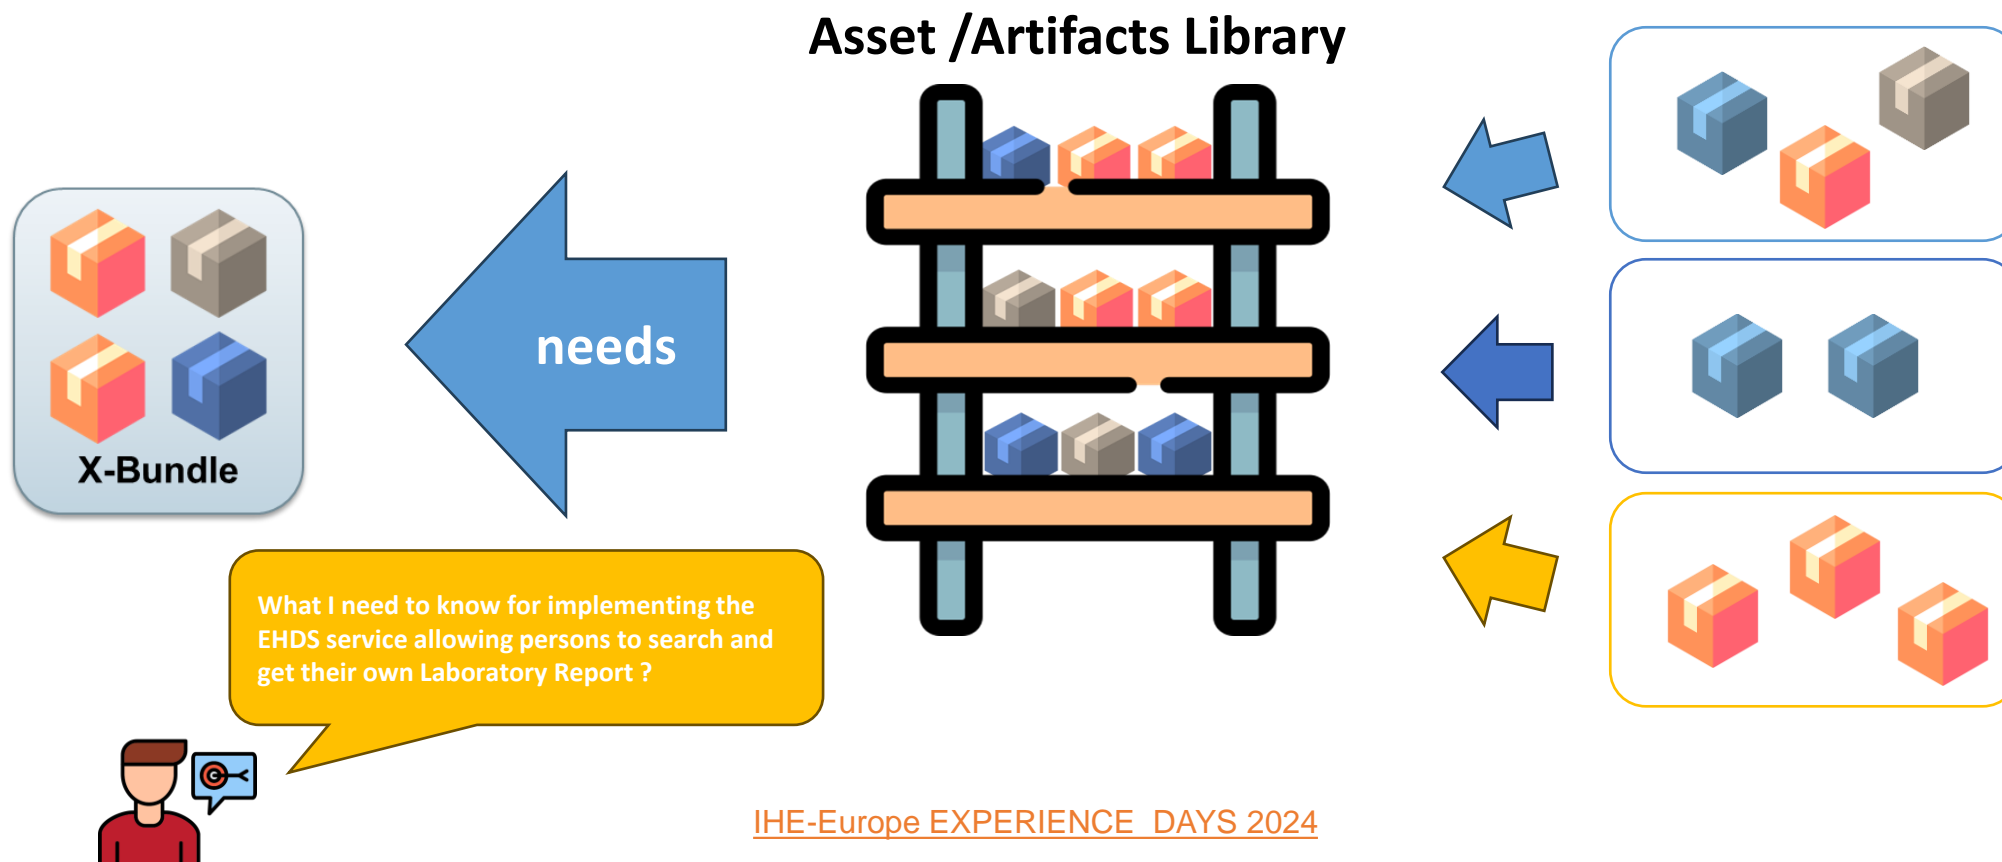 Asset /Artifacts Library
needs
X-Bundle
What I need to know for implementing the
EHDS service allowing persons to search and
get their own Laboratory Report ?
IHE-Europe EXPERIENCE  DAYS 2024